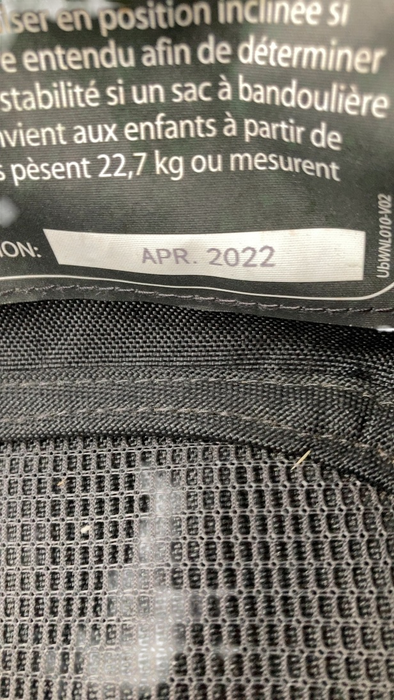 iser en position inclinée si
e entendu afin de déterminer
stabilité si un sac à bandoulière
nvient aux enfants à partir de
s pèsent 22,7 kg ou mesurent
ION: APR. 2022
UbWNL010-V02